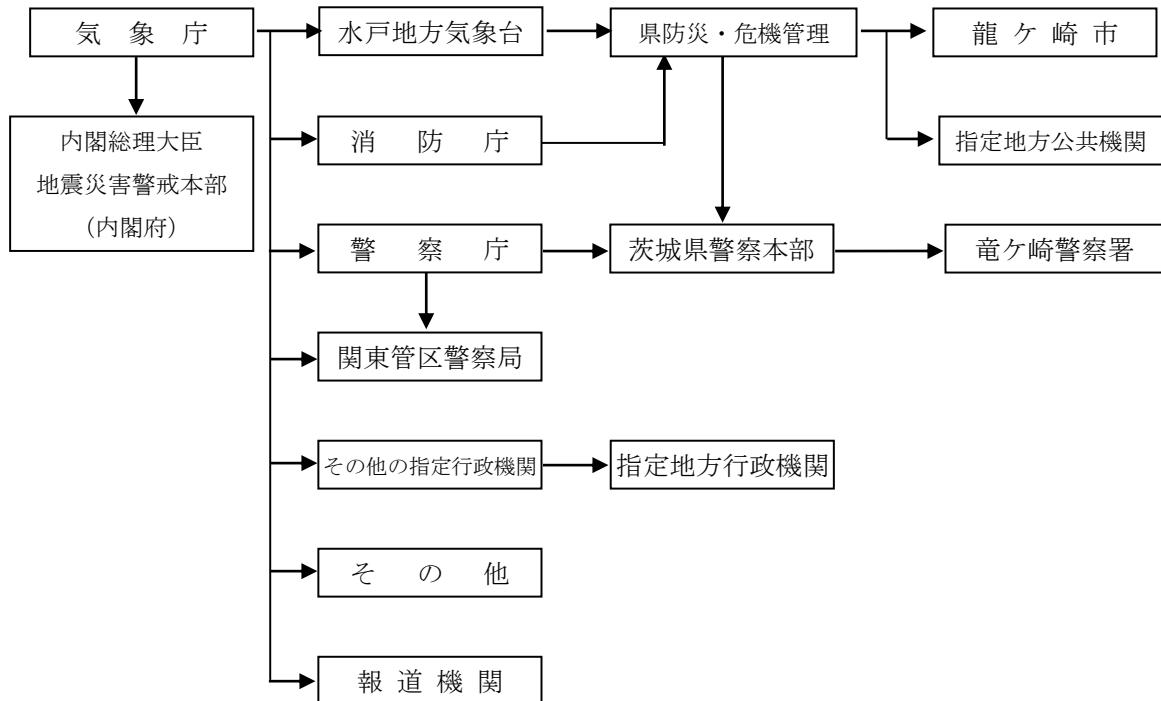 気象庁
水戸地方気象台
県防災・危機管理
龍ケ崎市
内閣総理大臣
地震災害警戒本部
(内閣府)
消防庁
指定地方公共機関
警察庁
茨城県警察本部
竜ケ崎警察署
関東管区警察局
その他の指定行政機関
指定地方行政機関
その他
報道機関